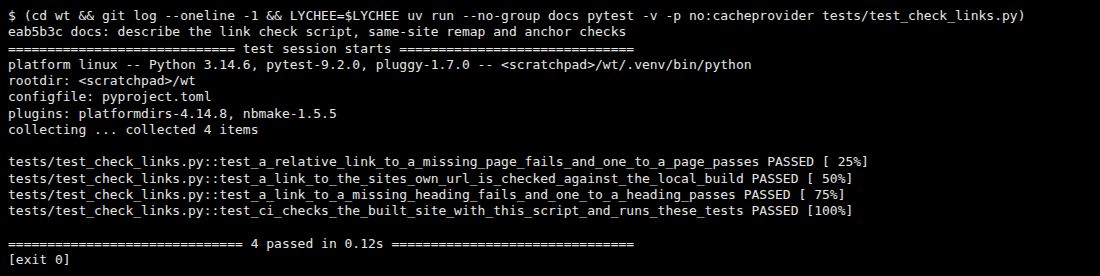 $ (cd wt && git log --oneline -1 && LYCHEE=$LYCHEE uv run --no-group docs pytest -v -p no:cacheprovider tests/test_check_links.py)
eab5b3c docs: describe the link check script, same-site remap and anchor checks
============================= test session starts ==============================
platform linux -- Python 3.14.6, pytest-9.2.0, pluggy-1.7.0 -- <scratchpad>/wt/.venv/bin/python
rootdir: <scratchpad>/wt
configfile: pyproject.toml
plugins: platformdirs-4.14.8, nbmake-1.5.5
collecting ... collected 4 items

tests/test_check_links.py::test_a_relative_link_to_a_missing_page_fails_and_one_to_a_page_passes PASSED [ 25%]
tests/test_check_links.py::test_a_link_to_the_sites_own_url_is_checked_against_the_local_build PASSED [ 50%]
tests/test_check_links.py::test_a_link_to_a_missing_heading_fails_and_one_to_a_heading_passes PASSED [ 75%]
tests/test_check_links.py::test_ci_checks_the_built_site_with_this_script_and_runs_these_tests PASSED [100%]

============================== 4 passed in 0.12s ===============================
[exit 0]